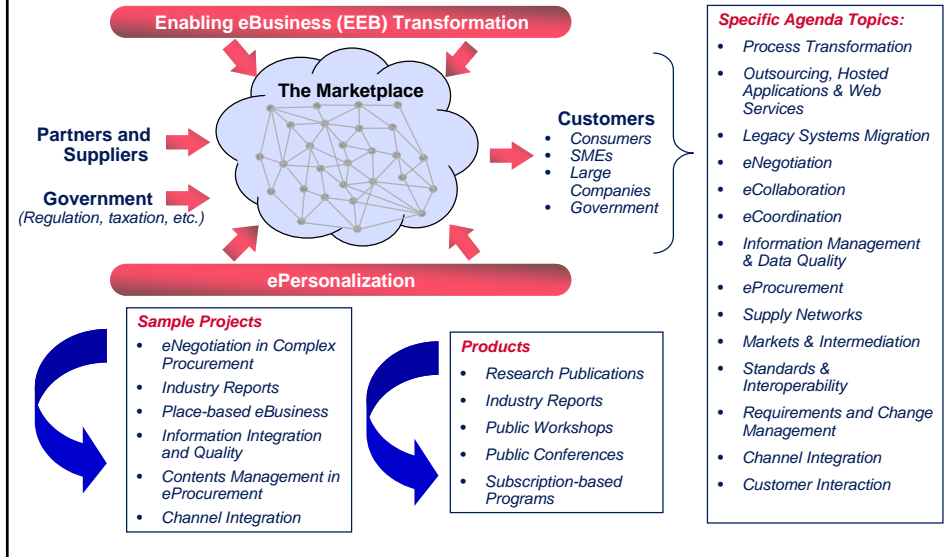 Enabling eBusiness (EEB) Transformation
The Marketplace
Partners and
Suppliers
Government
(Regulation, taxation, etc.)
Customers
• Consumers
• SMEs
• Large
Companies
• Government
ePersonalization
Sample Projects
• eNegotiation in Complex
Procurement
• Industry Reports
• Place-based eBusiness
• Information Integration
and Quality
• Contents Management in
eProcurement
• Channel Integration
Products
• Research Publications
• Industry Reports
• Public Workshops
• Public Conferences
• Subscription-based
Programs
Specific Agenda Topics:
• Process Transformation
• Outsourcing, Hosted
Applications & Web
Services
• Legacy Systems Migration
• eNegotiation
• eCollaboration
• eCoordination
• Information Management
& Data Quality
• eProcurement
• Supply Networks
• Markets & Intermediation
• Standards &
Interoperability
• Requirements and Change
Management
• Channel Integration
• Customer Interaction